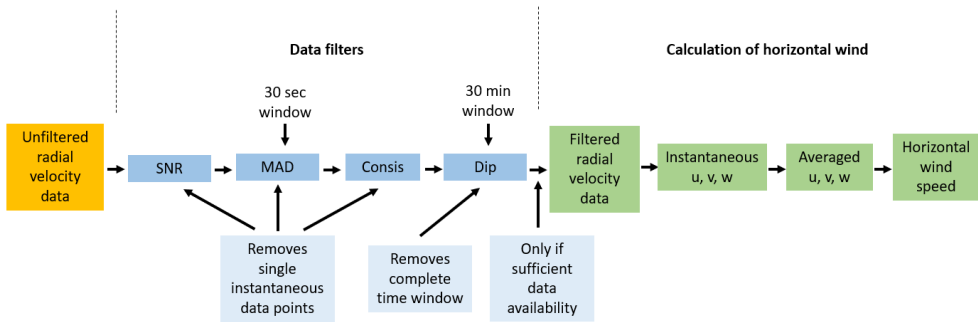 Data filters
Calculation of horizontal wind
30 sec
window
30 min
window
Unfiltered
radial
velocity
data
SNR
MAD
Consis
Dip
Filtered
radial
velocity
data
Instantaneous
u, v, w
Averaged
u, v, w
Horizontal
wind
speed
Removes
single
instantaneous
data points
Removes
complete
time window
Only if
sufficient
data
availability